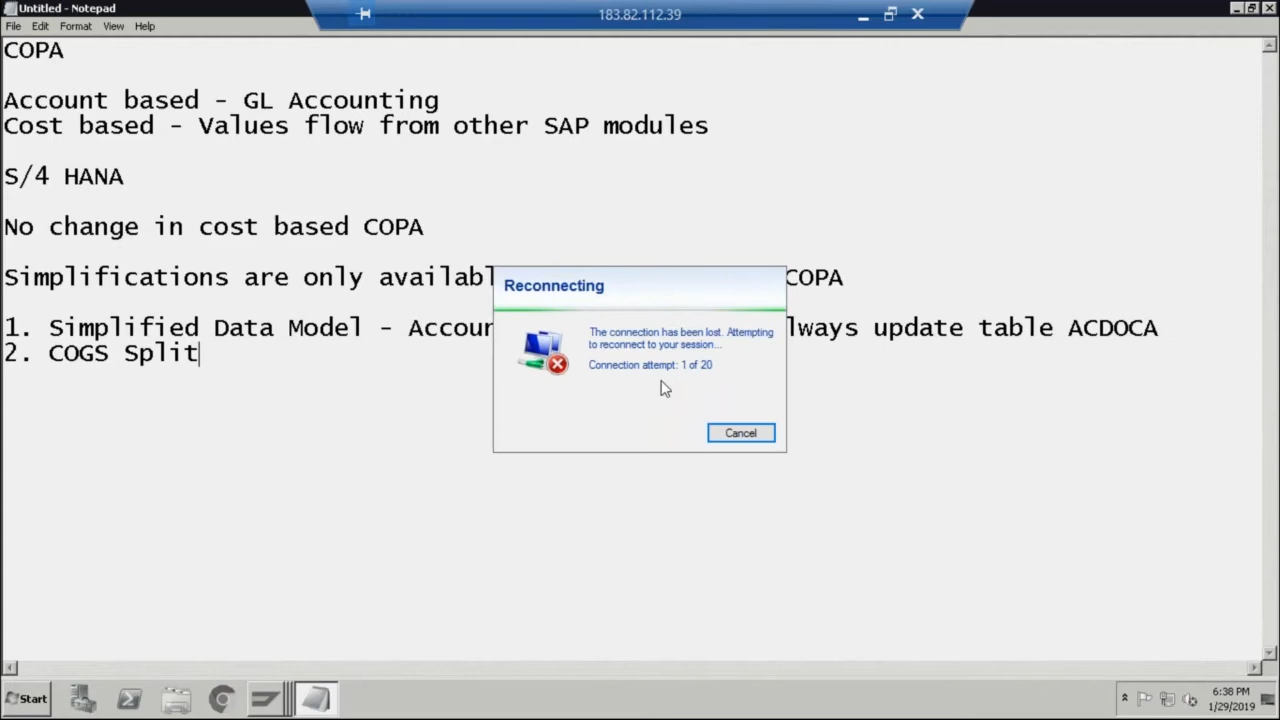 Untitled - Notepad
183.82.112.39
File Edit Format View Help
COPA
Account based - GL Accounting
Cost based - Values flow from other SAP modules
S/4 HANA
No change in cost based COPA
Simplifications are only COPA
1. Simplified Data Model - update table ACDOCA
2. COGS Split
Reconnecting
The connection has been lost. Attempting
to reconnect to your session...
Connection attempt: 1 of 20
Cancel
Start
6:38 PM
1/29/2019